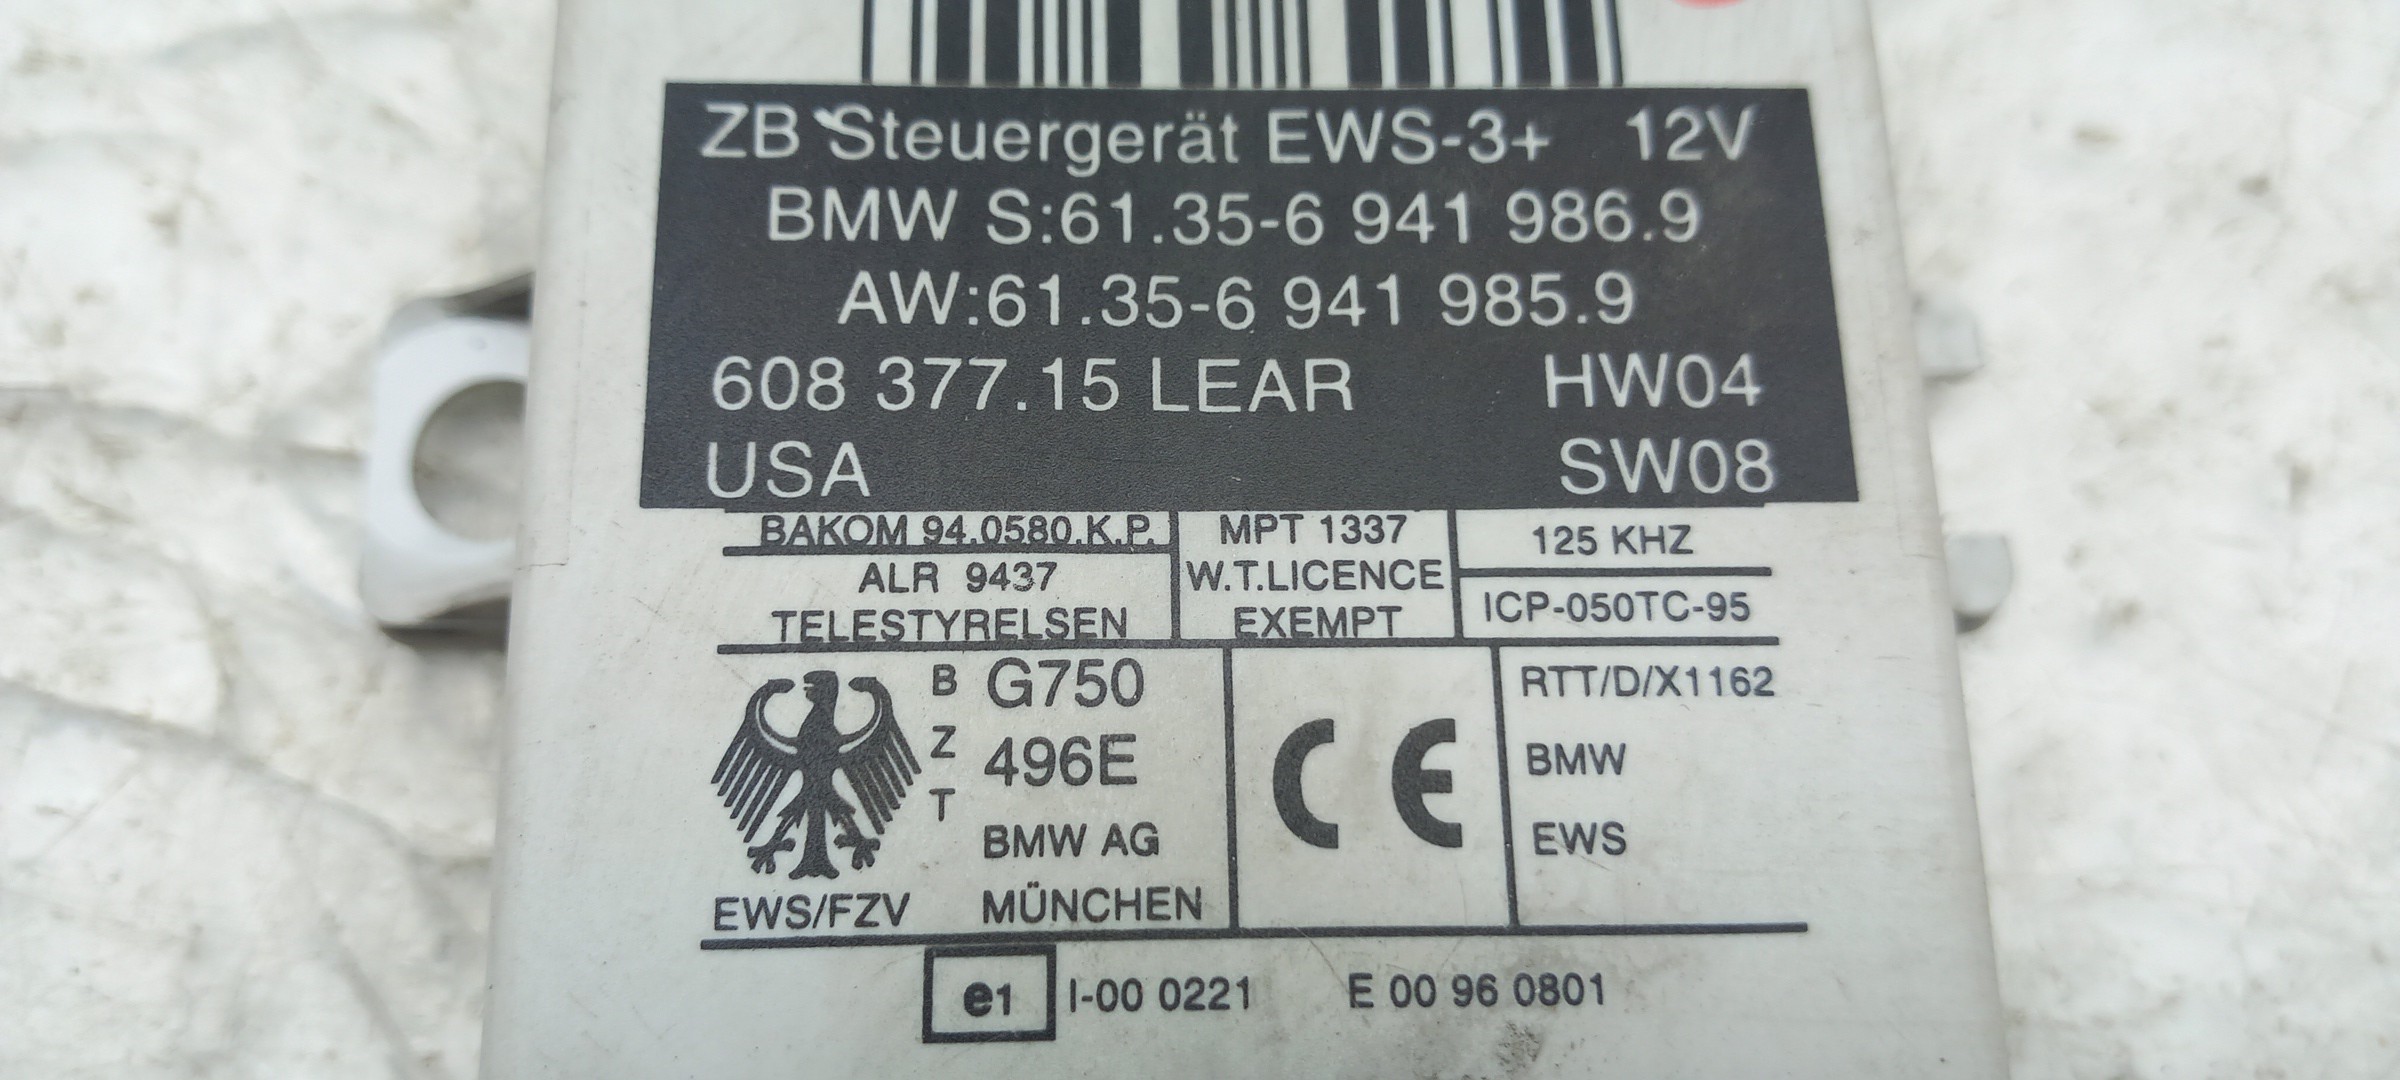 ZB Steuergerät EWS-3+ 12V
BMW S:61.35-6 941 986.9
AW:61.35-6 941 985.9
608 377.15 LEAR HW04
USA SW08
BAKOM 94.0580.K.P.
ALR 9437
TELESTYRELSEN
MPT 1337
W.T.LICENCE
EXEMPT
125 KHZ
ICP-050TC-95
BZT
G750
496E
BMW AG
MÜNCHEN
EWS/FZV
CE
RTT/D/X1162
BMW
EWS
e1 I-00 0221 E 00 96 0801